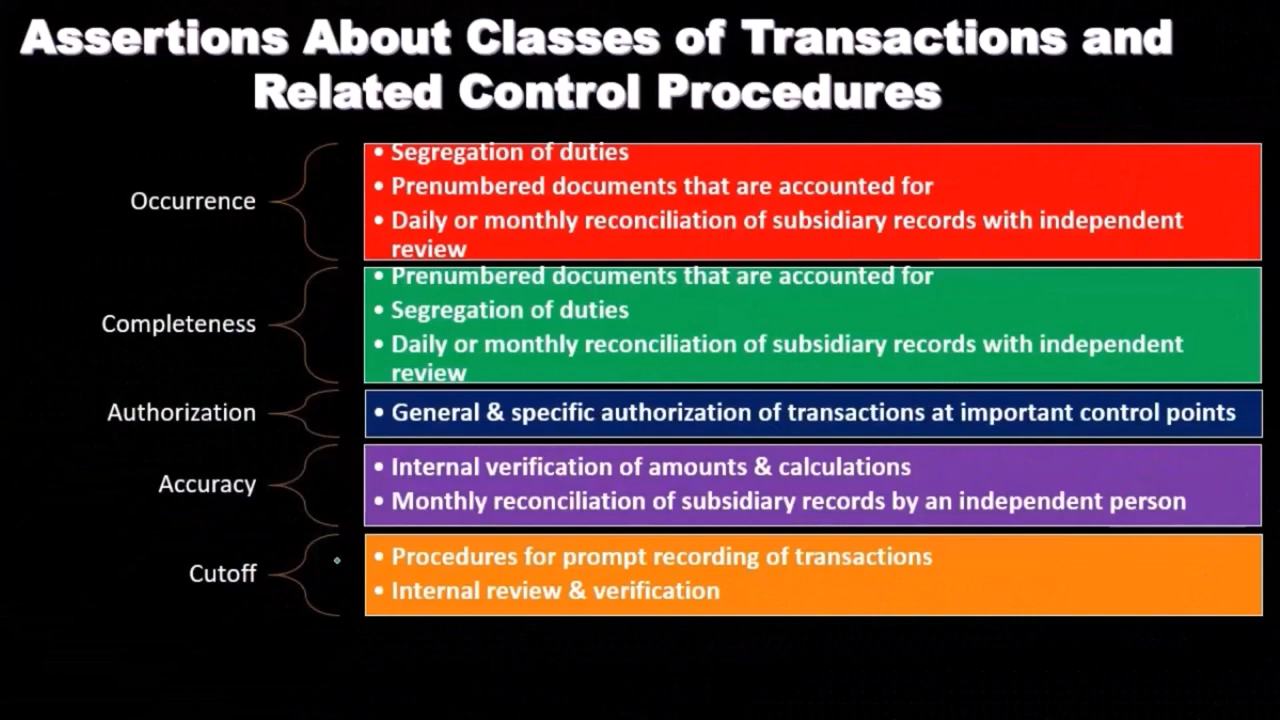 Assertions About Classes of Transactions and
Related Control Procedures
Occurrence
• Segregation of duties
• Prenumbered documents that are accounted for
• Daily or monthly reconciliation of subsidiary records with independent
review
Completeness
• Prenumbered documents that are accounted for
• Segregation of duties
• Daily or monthly reconciliation of subsidiary records with independent
review
Authorization
• General & specific authorization of transactions at important control points
Accuracy
• Internal verification of amounts & calculations
• Monthly reconciliation of subsidiary records by an independent person
Cutoff
• Procedures for prompt recording of transactions
• Internal review & verification